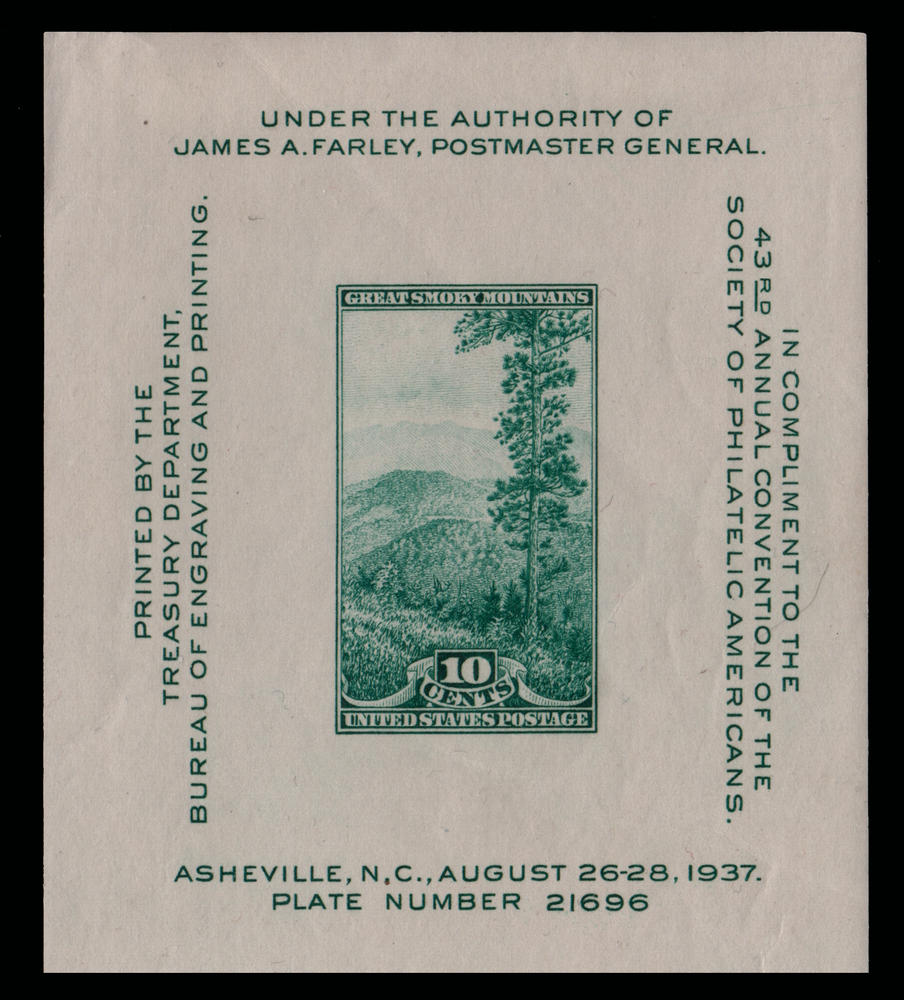 UNDER THE AUTHORITY OF
JAMES A. FARLEY, POSTMASTER GENERAL.
PRINTED BY THE
TREASURY DEPARTMENT,
BUREAU OF ENGRAVING AND PRINTING.
GREAT SMOKY MOUNTAINS
10
CENTS
UNITED STATES POSTAGE
IN COMPLIMENT TO THE
43RD ANNUAL CONVENTION OF THE
SOCIETY OF PHILATELIC AMERICANS.
ASHEVILLE, N.C., AUGUST 26-28, 1937.
PLATE NUMBER 21696